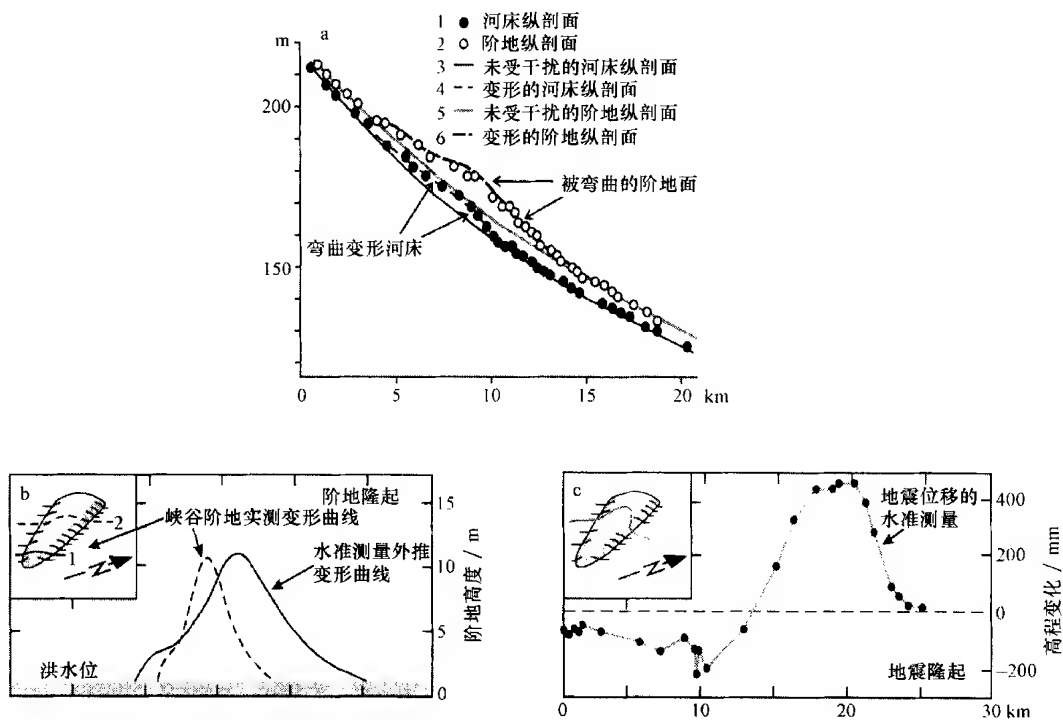 m
a
1 河床纵剖面
2 阶地纵剖面
3 未受干扰的河床纵剖面
4 变形的河床纵剖面
5 未受干扰的阶地纵剖面
6 变形的阶地纵剖面
200
150
被弯曲的阶地面
弯曲变形河床
0 5 10 15 20 km
b
2
1
N
阶地隆起
峡谷阶地实测变形曲线
水准测量外推
变形曲线
洪水位
15
10
5
0
阶地高度 / m
c
N
地震位移的
水准测量
地震隆起
400
200
0
-200
高程变化 / mm
0 10 20 30 km